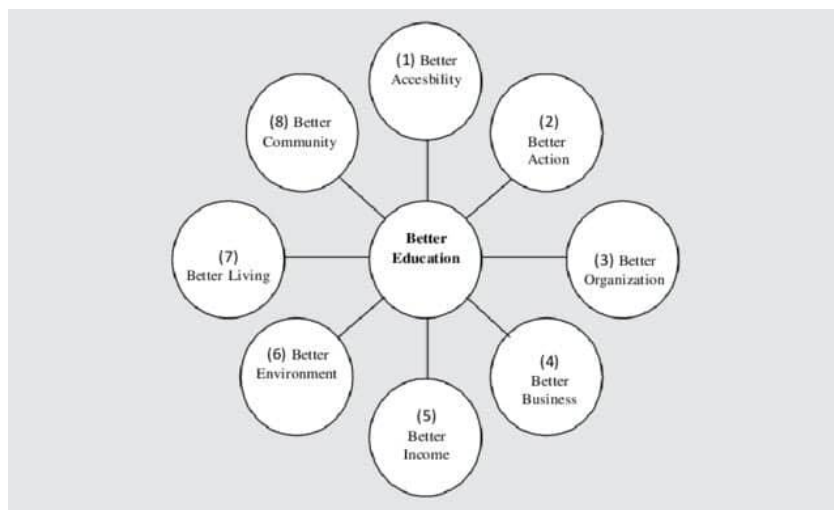 (1) Better
Accesbility
(2)
Better
Action
(3) Better
Organization
(4)
Better
Business
(5)
Better
Income
(6) Better
Environment
(7)
Better Living
(8) Better
Community
Better
Education